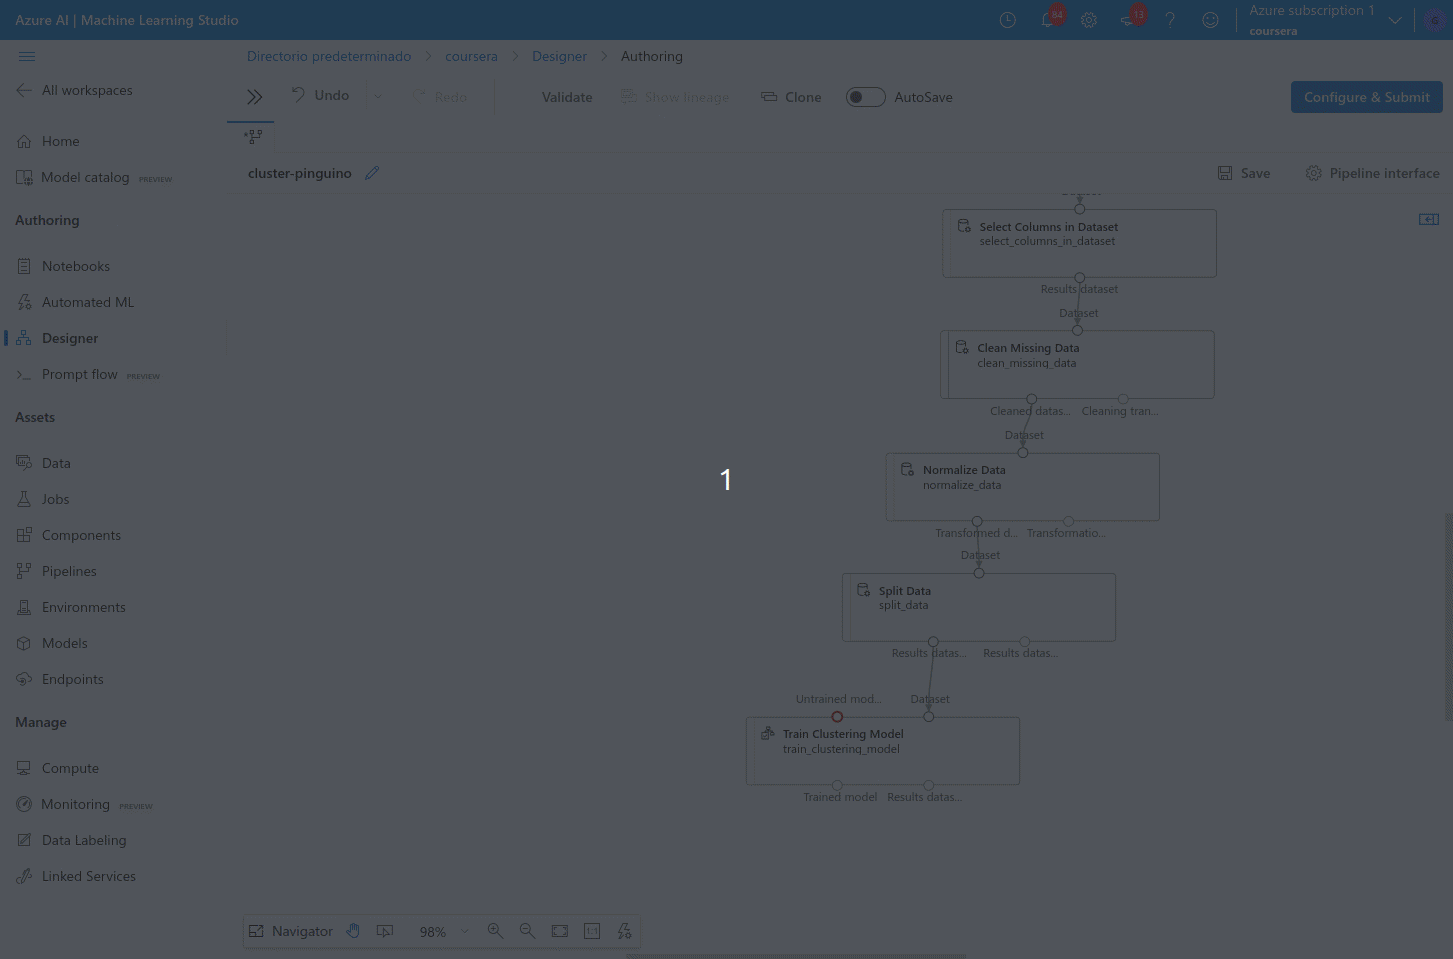 Azure AI | Machine Learning Studio
84
13
?
Azure subscription 1
coursera
Directorio predeterminado > coursera > Designer > Authoring
All workspaces
Undo
Redo
Validate
Show lineage
Clone
AutoSave
Configure & Submit
Home
Model catalog PREVIEW
cluster-pinguino
Save
Pipeline interface
Authoring
Notebooks
Automated ML
Designer
Prompt flow PREVIEW
Assets
Data
Jobs
Components
Pipelines
Environments
Models
Endpoints
Manage
Compute
Monitoring PREVIEW
Data Labeling
Linked Services
Dataset
Select Columns in Dataset
select_columns_in_dataset
Results dataset
Dataset
Clean Missing Data
clean_missing_data
Cleaned datas...
Cleaning tran...
Dataset
1
Normalize Data
normalize_data
Transformed d...
Transformatio...
Dataset
Split Data
split_data
Results datas...
Results datas...
Untrained mod...
Dataset
Train Clustering Model
train_clustering_model
Trained model
Results datas...
Navigator
98%
1:1